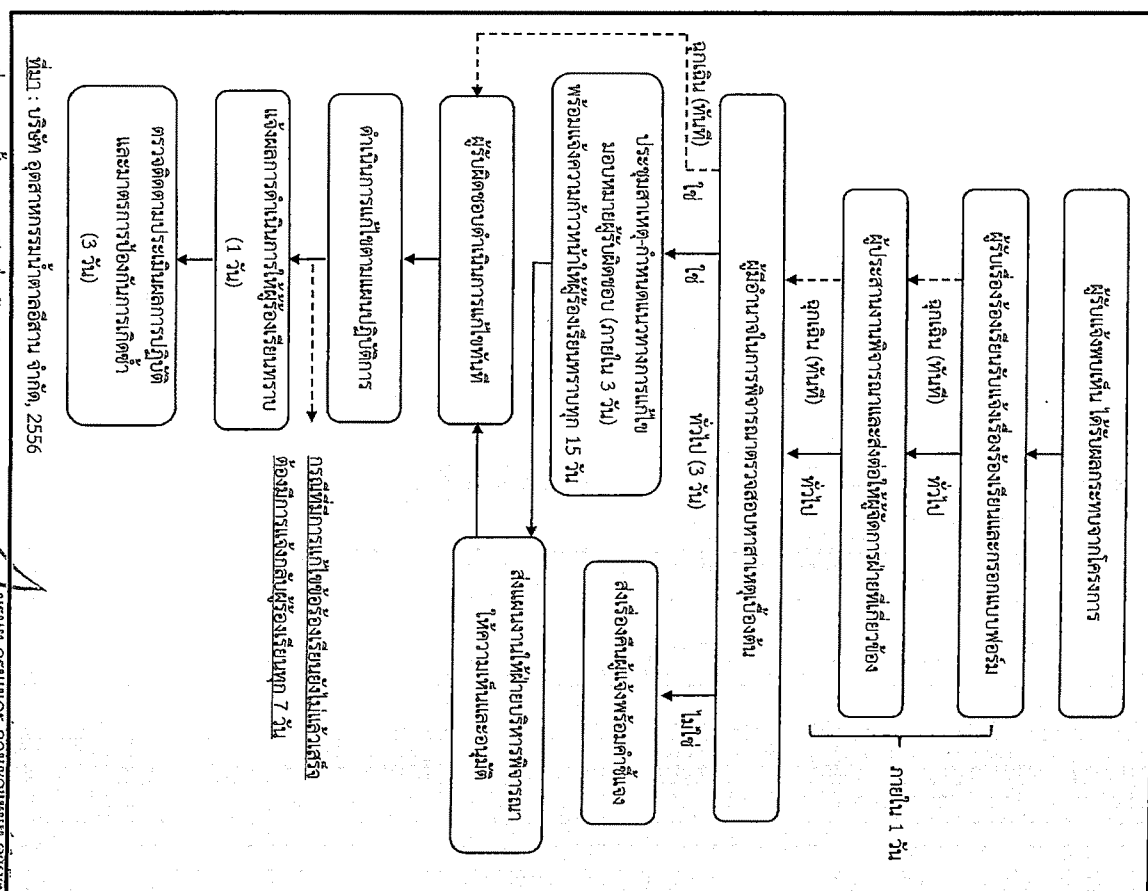 ผู้รับแจ้งพบเห็น ได้รับผลกระทบจากโครงการ
ผู้รับเรื่องร้องเรียนรับแจ้งเรื่องร้องเรียนและกรอกแบบฟอร์ม
ฉุกเฉิน (ทันที)
ทั่วไป
ภายใน 1 วัน
ผู้ประสานงานพิจารณาและส่งต่อให้ผู้จัดการฝ่ายที่เกี่ยวข้อง
ฉุกเฉิน (ทันที)
ทั่วไป
ผู้มีอำนาจในการพิจารณาตรวจสอบหาสาเหตุเบื้องต้น
ฉุกเฉิน (ทันที)
ใช่
ใช่
ทั่วไป (3 วัน)
ไม่ใช่
ประชุมสาเหตุ-กำหนดแนวทางการแก้ไข
มอบหมายผู้รับผิดชอบ (ภายใน 3 วัน)
พร้อมแจ้งความก้าวหน้าให้ผู้ร้องเรียนทราบทุก 15 วัน
ส่งเรื่องคืนผู้แจ้งพร้อมคำชี้แจง
ผู้รับผิดชอบดำเนินการแก้ไขทันที
ส่งแผนงานให้ฝ่ายบริหารพิจารณา
ให้ความเห็นและอนุมัติ
ดำเนินการแก้ไขตามแผนปฏิบัติการ
กรณีที่มีการแก้ไขข้อร้องเรียนยังไม่แล้วเสร็จ
ต้องมีการแจ้งกลับผู้ร้องเรียนทุก 7 วัน
แจ้งผลการดำเนินการให้ผู้ร้องเรียนทราบ
(1 วัน)
ตรวจติดตามประเมินผลการปฏิบัติ
และมาตรการป้องกันการเกิดซ้ำ
(3 วัน)
ที่มา : บริษัท อุตสาหกรรมน้ำตาลอีสาน จำกัด, 2556